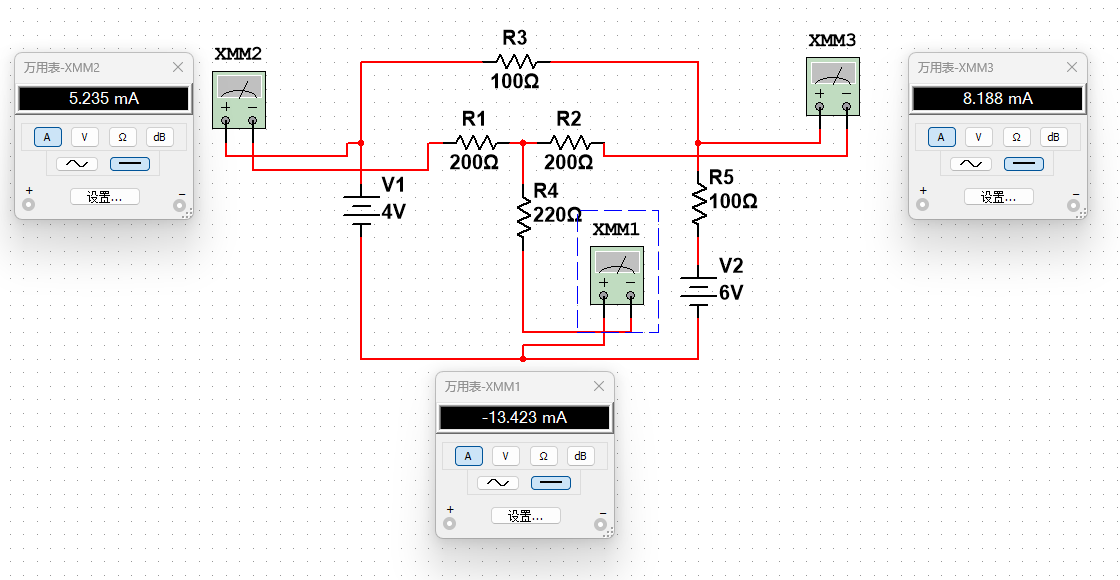 万用表-XMM2
5.235 mA
A
V
Ω
dB
+
设置...
−
XMM2
+ −
R3
100Ω
XMM3
+ −
万用表-XMM3
8.188 mA
A
V
Ω
dB
+
设置...
−
R1
200Ω
R2
200Ω
V1
4V
R4
220Ω
R5
100Ω
XMM1
+ −
V2
6V
万用表-XMM1
-13.423 mA
A
V
Ω
dB
+
设置...
−